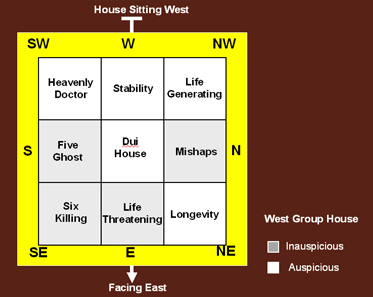 House Sitting West
SW W NW
Heavenly Doctor
Stability
Life Generating
S
Five Ghost
Dui House
Mishaps
N
Six Killing
Life Threatening
Longevity
SE E NE
Facing East
West Group House
Inauspicious
Auspicious